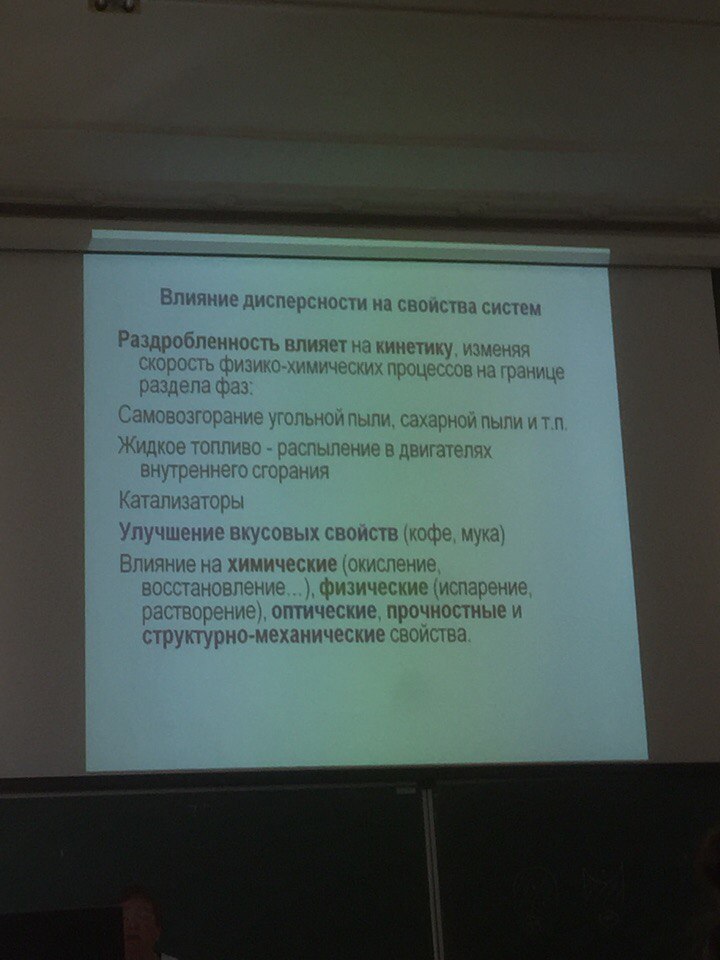 Влияние дисперсности на свойства систем
Раздробленность влияет на кинетику, изменяя
скорость физико-химических процессов на границе
раздела фаз:
Самовозгорание угольной пыли, сахарной пыли и т.п.
Жидкое топливо - распыление в двигателях
внутреннего сгорания
Катализаторы
Улучшение вкусовых свойств (кофе, мука)
Влияние на химические (окисление,
восстановление...), физические (испарение,
растворение), оптические, прочностные и
структурно-механические свойства.